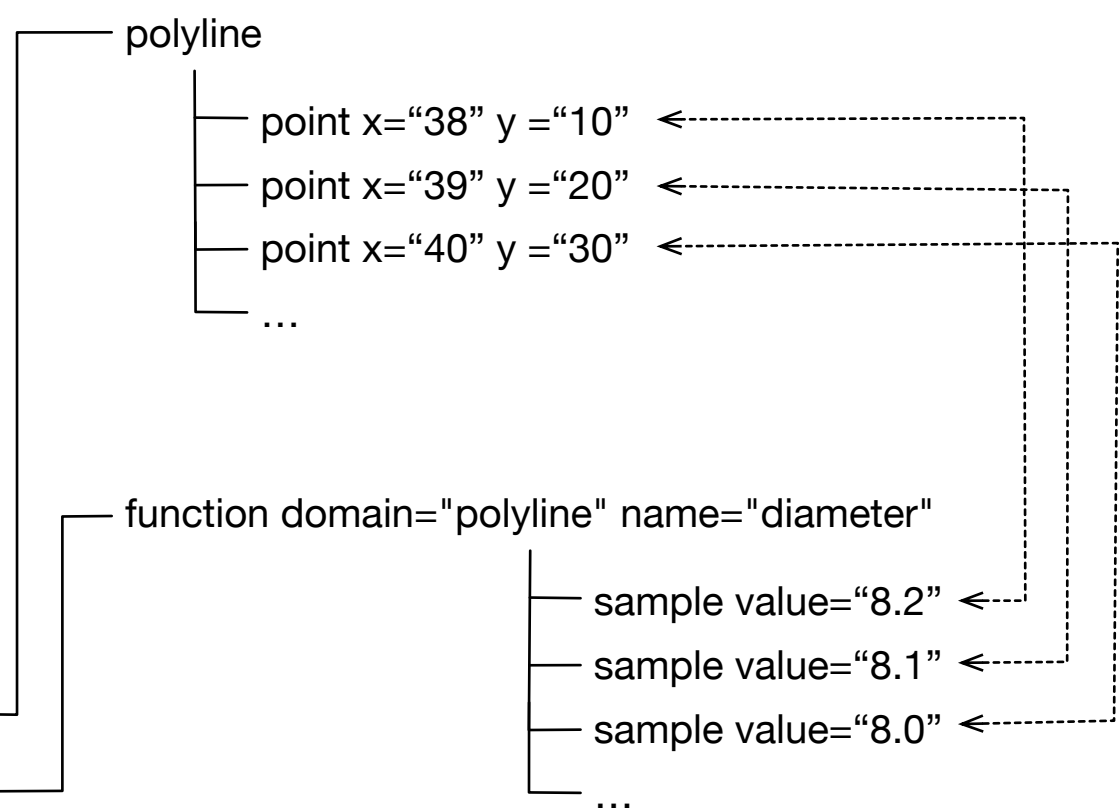 polyline
point x=“38” y =“10”
point x=“39” y =“20”
point x=“40” y =“30”
…
function domain="polyline" name="diameter"
sample value=“8.2”
sample value=“8.1”
sample value=“8.0”
…